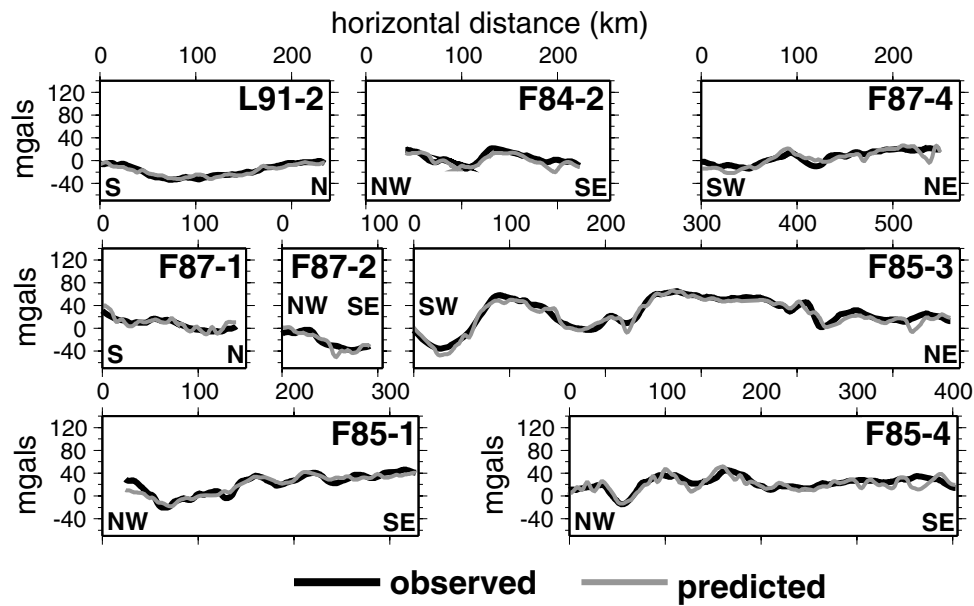 horizontal distance (km)
0 100 200 0 100 200 0 100 200
120 80 40 0 -40
mgals
L91-2
S N
F84-2
NW SE
F87-4
SW NE
0 100 200 300 400 500
0 100 0 100
120 80 40 0 -40
mgals
F87-1
S N
F87-2
NW SE
F85-3
SW NE
0 100 200 300 0 100 200 300 400
120 80 40 0 -40
mgals
F85-1
NW SE
120 80 40 0 -40
mgals
F85-4
NW SE
observed predicted